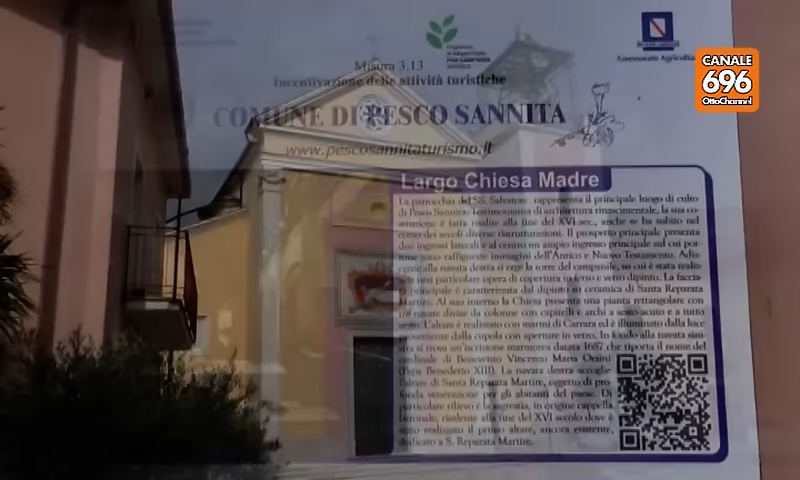 CANALE
696
OttoChannel
Misura 3.13
Incentivazione delle attività turistiche
Assessorato Agricoltura
COMUNE DI PESCO SANNITA
www.pescosannitaturismo.it
Largo Chiesa Madre
La parrocchia del SS. Salvatore rappresenta il principale luogo di culto
di Pesco Sannita. Testimonianza di architettura rinascimentale, la sua co-
struzione è fatta risalire alla fine del XVI sec., anche se ha subito nel
corso dei secoli diverse ristrutturazioni. Il prospetto principale presenta
due ingressi laterali e al centro un ampio ingresso principale sul cui por-
tone sono raffigurate immagini dell'Antico e Nuovo Testamento. Adia-
cente alla navata destra si erge la torre del campanile, su cui è stata realiz-
zata una particolare opera di copertura in ferro e vetro dipinto. La faccia-
ta principale è caratterizzata dal dipinto su ceramica di Santa Reparata
Martire. Al suo interno la Chiesa presenta una pianta rettangolare con
tre navate divise da colonne con capitelli e archi a sesto acuto e a tutto
sesto. L'altare è realizzato con marmi di Carrara ed è illuminato dalla luce
proveniente dalla cupola con aperture in vetro. In fondo alla navata sini-
stra si trova un'iscrizione marmorea datata 1687 che riporta il nome del
cardinale di Benevento Vincenzo Maria Orsini
(Papa Benedetto XIII). La navata destra accoglie
l'altare di Santa Reparata Martire, oggetto di pro-
fonda venerazione per gli abitanti del paese. Di
particolare rilievo è la sagrestia, in origine cappella
baronale, risalente alla fine del XVI secolo dove è
stato realizzato il primo altare, ancora esistente,
dedicato a S. Reparata Martire.